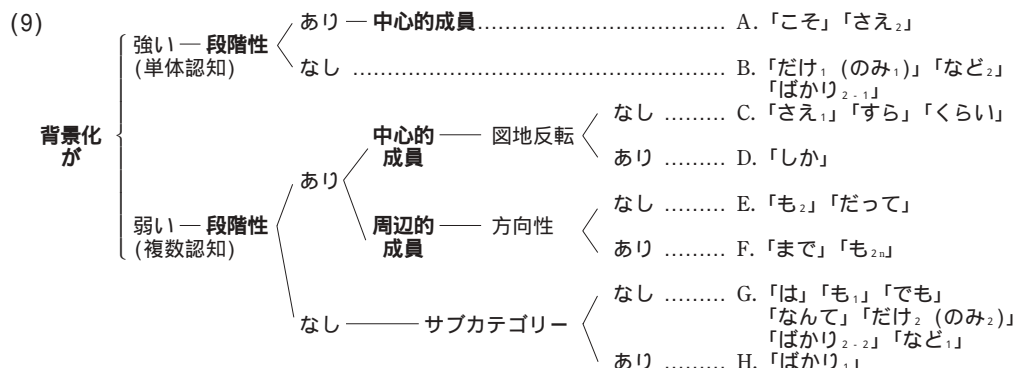 (9)
あり ― 中心的成員 ........ A. 「こそ」「さえ₂」
強い ― 段階性
(単体認知)
なし ........ B. 「だけ₁ (のみ₁)」「など₂」
「ばかり₂₋₁」
背景化
が
なし ......... C. 「さえ₁」「すら」「くらい」
中心的 ― 図地反転
成員
あり ......... D. 「しか」
あり
弱い ― 段階性
(複数認知)
なし ......... E. 「も₂」「だって」
周辺的 ― 方向性
成員
あり ......... F. 「まで」「も₂ₙ」
なし ......... G. 「は」「も₁」「でも」
「なんて」「だけ₂ (のみ₂)」
「ばかり₂₋₂」「など₁」
なし ― サブカテゴリー
あり ......... H. 「ばかり₁」